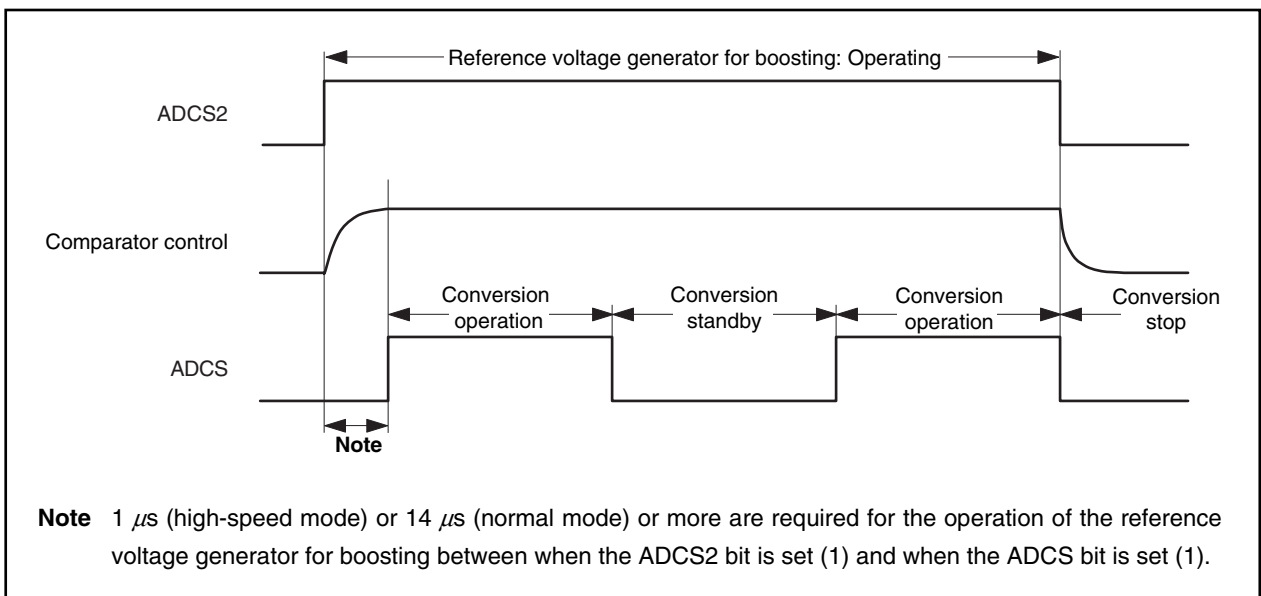 Reference voltage generator for boosting: Operating
ADCS2
Comparator control
Conversion
operation
Conversion
standby
Conversion
operation
Conversion
stop
ADCS
Note
Note 1 μs (high-speed mode) or 14 μs (normal mode) or more are required for the operation of the reference
voltage generator for boosting between when the ADCS2 bit is set (1) and when the ADCS bit is set (1).